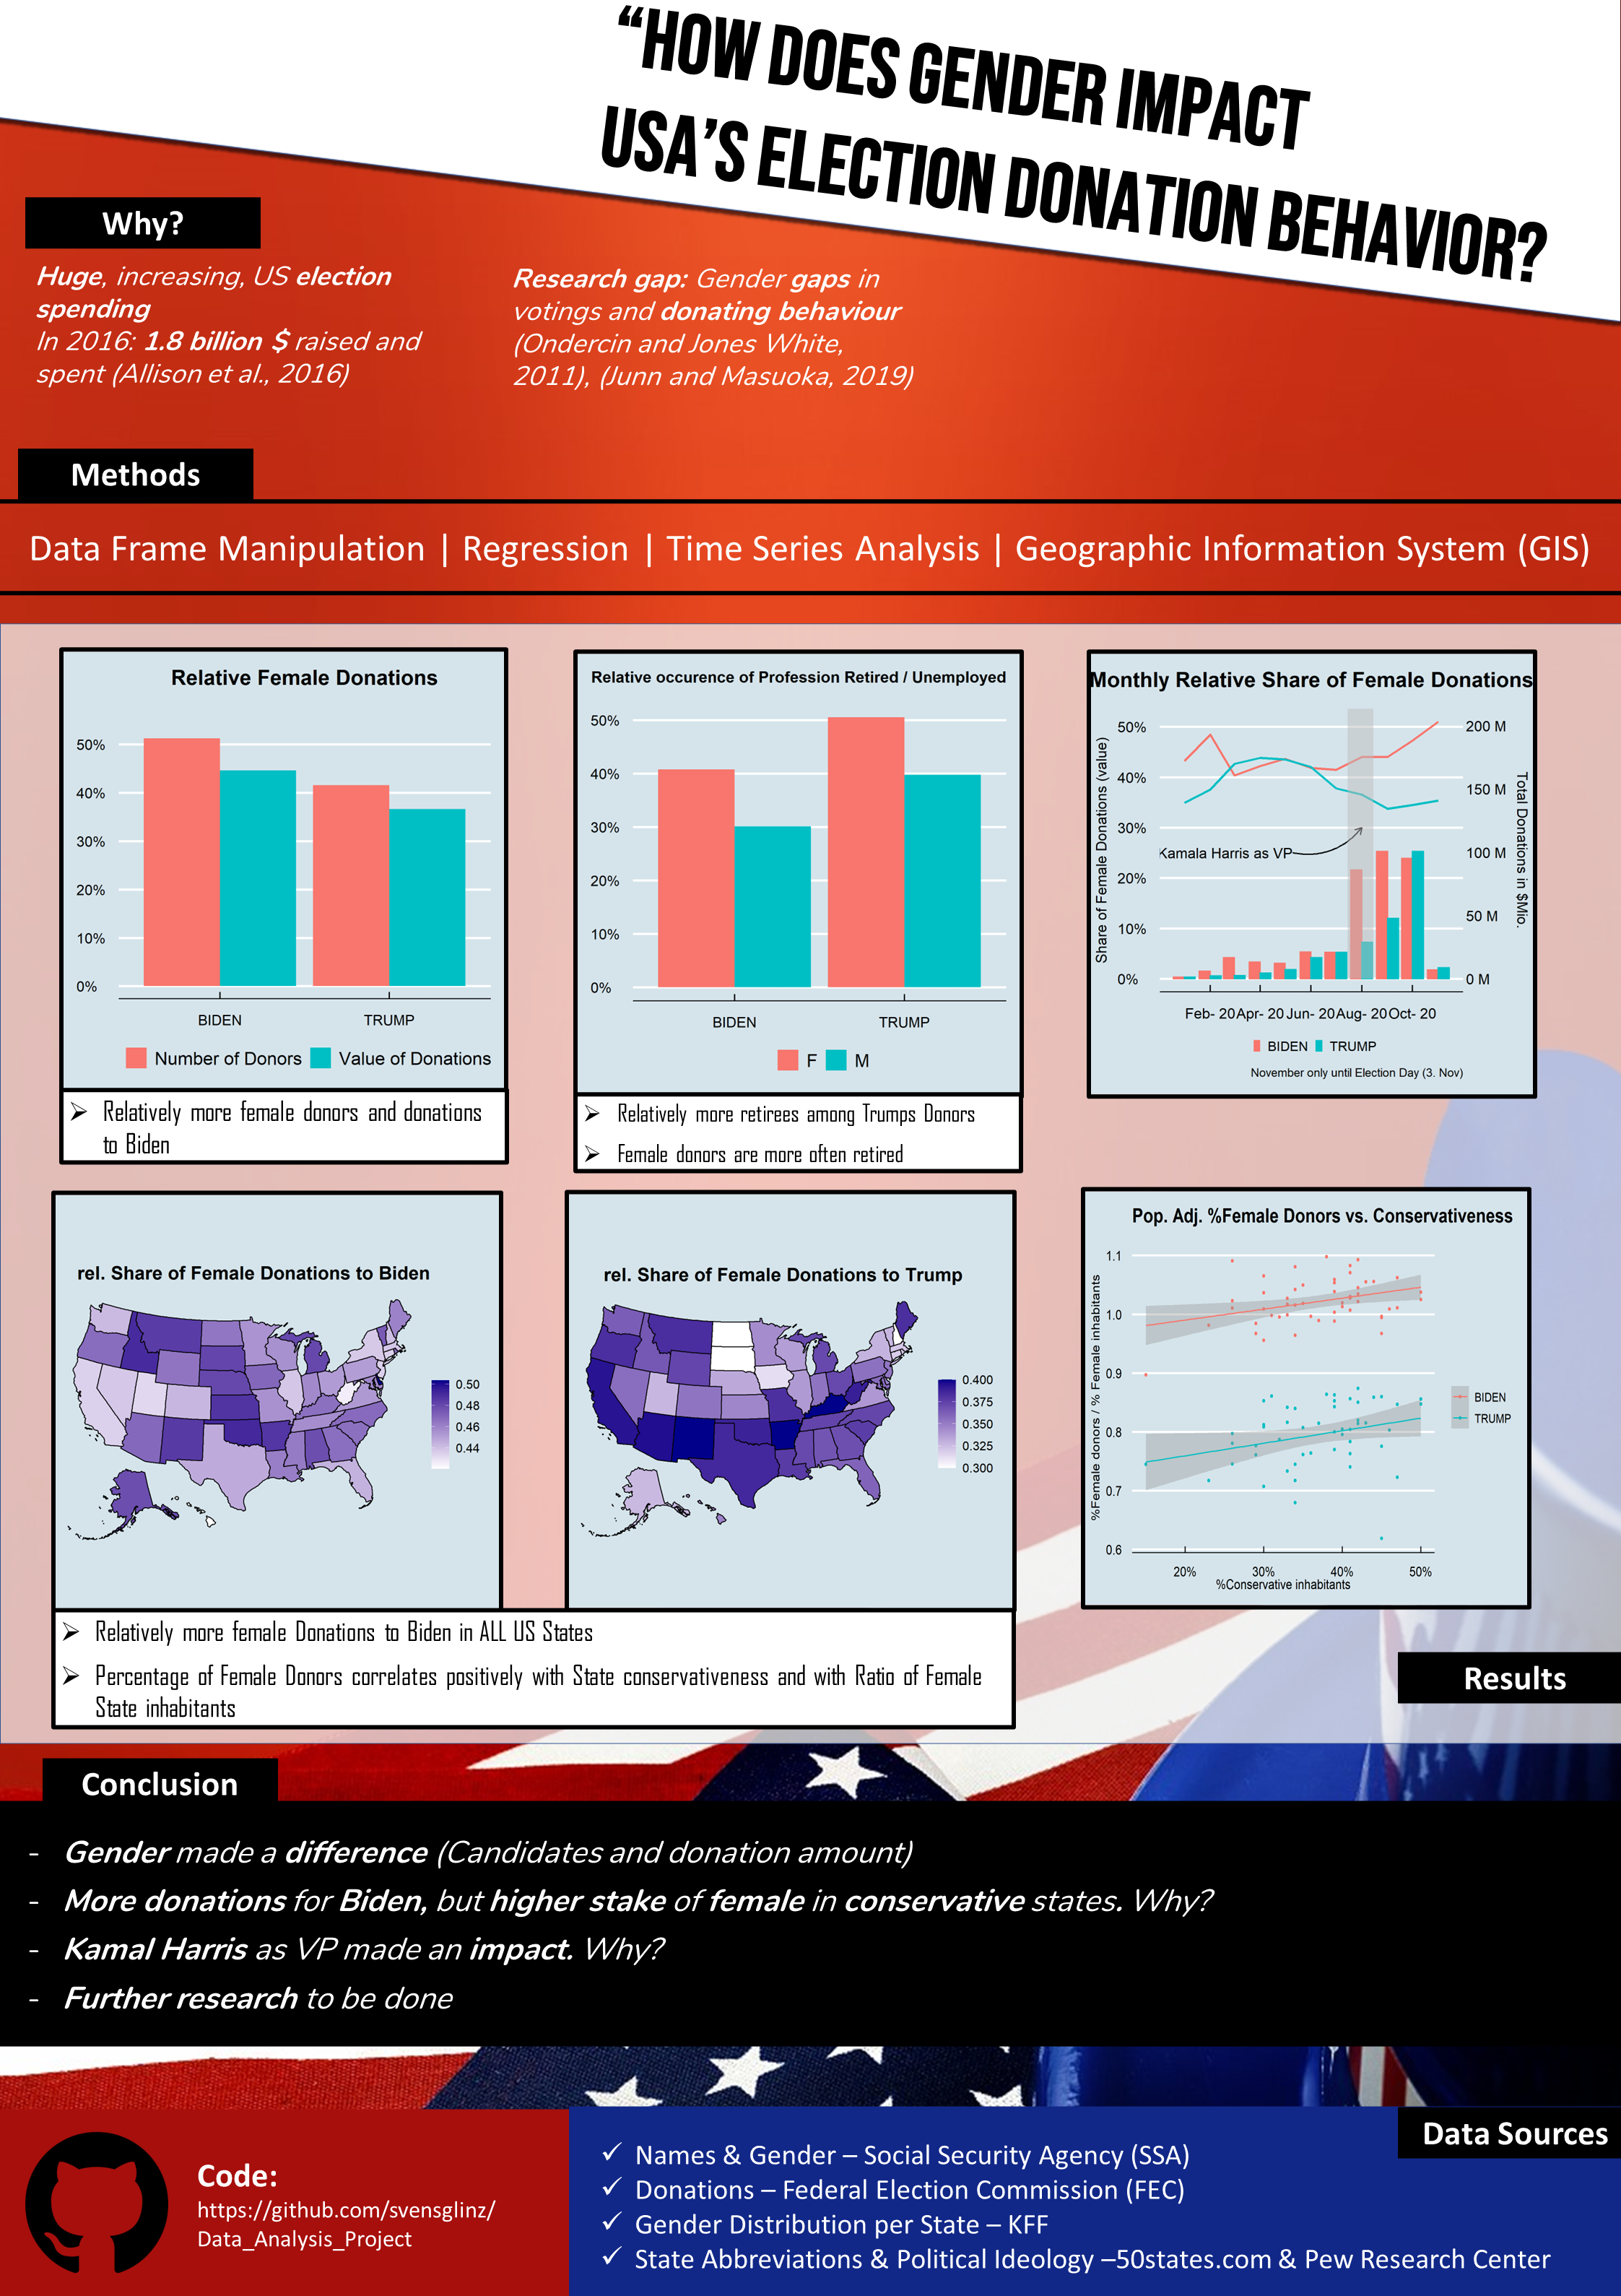 “HOW DOES GENDER IMPACT
USA’S ELECTION DONATION BEHAVIOR?
Why?
Huge, increasing, US election
spending
In 2016: 1.8 billion $ raised and
spent (Allison et al., 2016)
Research gap: Gender gaps in
votings and donating behaviour
(Ondercin and Jones White,
2011), (Junn and Masuoka, 2019)
Methods
Data Frame Manipulation | Regression | Time Series Analysis | Geographic Information System (GIS)
Relative Female Donations
50%
40%
30%
20%
10%
0%
BIDEN TRUMP
Number of Donors Value of Donations
➢ Relatively more female donors and donations
to Biden
Relative occurence of Profession Retired / Unemployed
50%
40%
30%
20%
10%
0%
BIDEN TRUMP
F M
➢ Relatively more retirees among Trumps Donors
➢ Female donors are more often retired
Monthly Relative Share of Female Donations
Share of Female Donations (value)
50%
40%
30%
20%
10%
0%
Kamala Harris as VP
200 M
150 M
100 M
50 M
0 M
Total Donations in $Mio.
Feb- 20 Apr- 20 Jun- 20 Aug- 20 Oct- 20
BIDEN TRUMP
November only until Election Day (3. Nov)
rel. Share of Female Donations to Biden
0.50
0.48
0.46
0.44
rel. Share of Female Donations to Trump
0.400
0.375
0.350
0.325
0.300
➢ Relatively more female Donations to Biden in ALL US States
➢ Percentage of Female Donors correlates positively with State conservativeness and with Ratio of Female
State inhabitants
Pop. Adj. %Female Donors vs. Conservativeness
%Female donors / % Female inhabitants
1.1
1.0
0.9
0.8
0.7
0.6
20% 30% 40% 50%
%Conservative inhabitants
BIDEN
TRUMP
Results
Conclusion
- Gender made a difference (Candidates and donation amount)
- More donations for Biden, but higher stake of female in conservative states. Why?
- Kamal Harris as VP made an impact. Why?
- Further research to be done
Code:
https://github.com/svensglinz/
Data_Analysis_Project
Data Sources
✓ Names & Gender – Social Security Agency (SSA)
✓ Donations – Federal Election Commission (FEC)
✓ Gender Distribution per State – KFF
✓ State Abbreviations & Political Ideology –50states.com & Pew Research Center